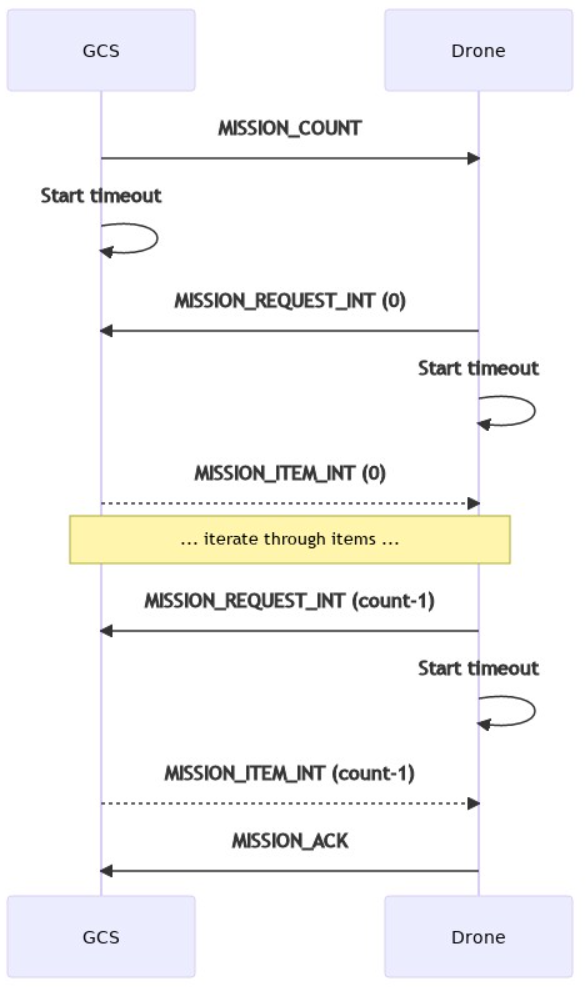 GCS
Drone
MISSION_COUNT
Start timeout
MISSION_REQUEST_INT (0)
Start timeout
MISSION_ITEM_INT (0)
... iterate through items ...
MISSION_REQUEST_INT (count-1)
Start timeout
MISSION_ITEM_INT (count-1)
MISSION_ACK
GCS
Drone